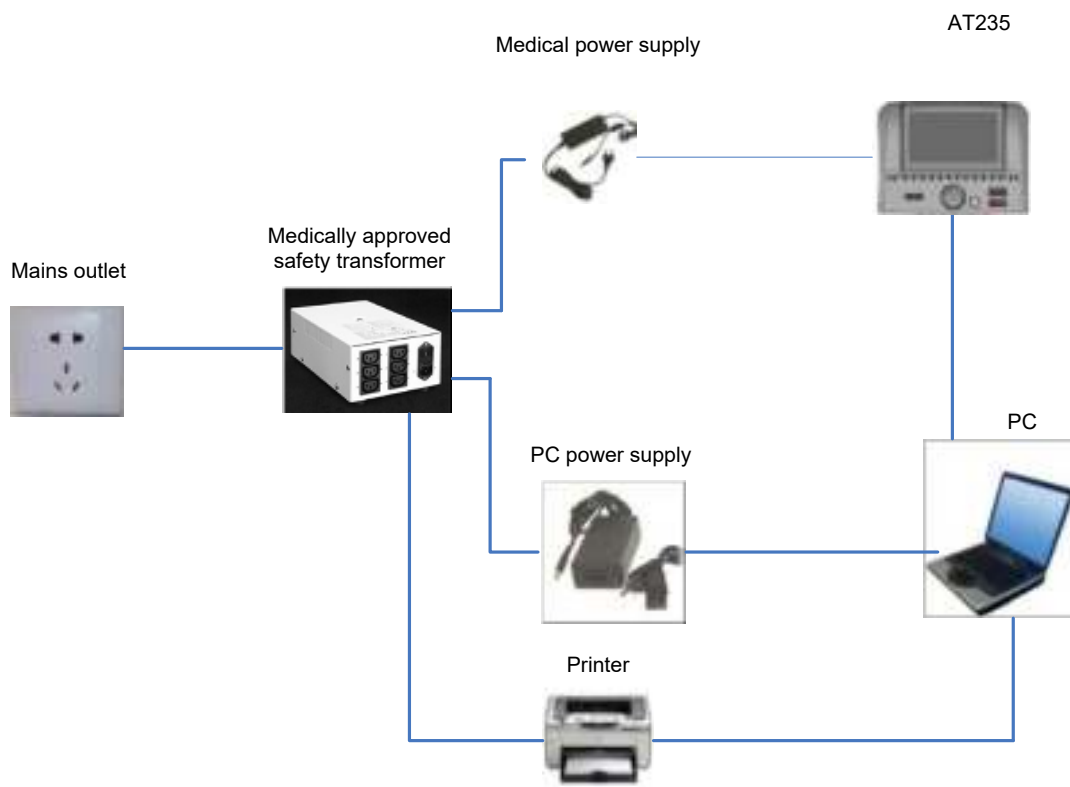 AT235
Medical power supply
Medically approved
safety transformer
Mains outlet
PC
PC power supply
Printer